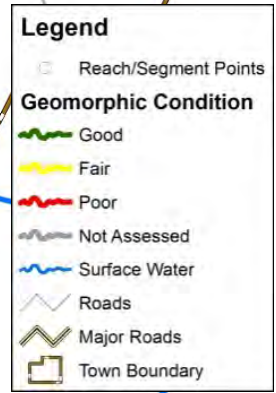 Legend
Reach/Segment Points
Geomorphic Condition
Good
Fair
Poor
Not Assessed
Surface Water
Roads
Major Roads
Town Boundary